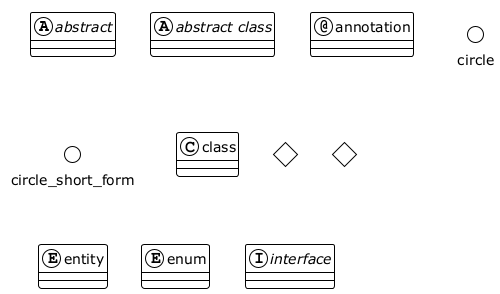 A abstract
A abstract class
@ annotation
circle
circle_short_form
C class
E entity
E enum
I interface